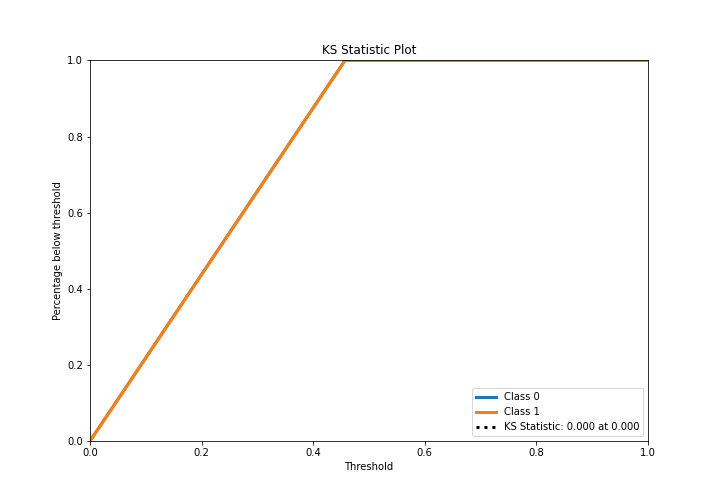 KS Statistic Plot
1.0
0.8
0.6
0.4
0.2
0.0
Percentage below threshold
0.0 0.2 0.4 0.6 0.8 1.0
Threshold
Class 0
Class 1
KS Statistic: 0.000 at 0.000